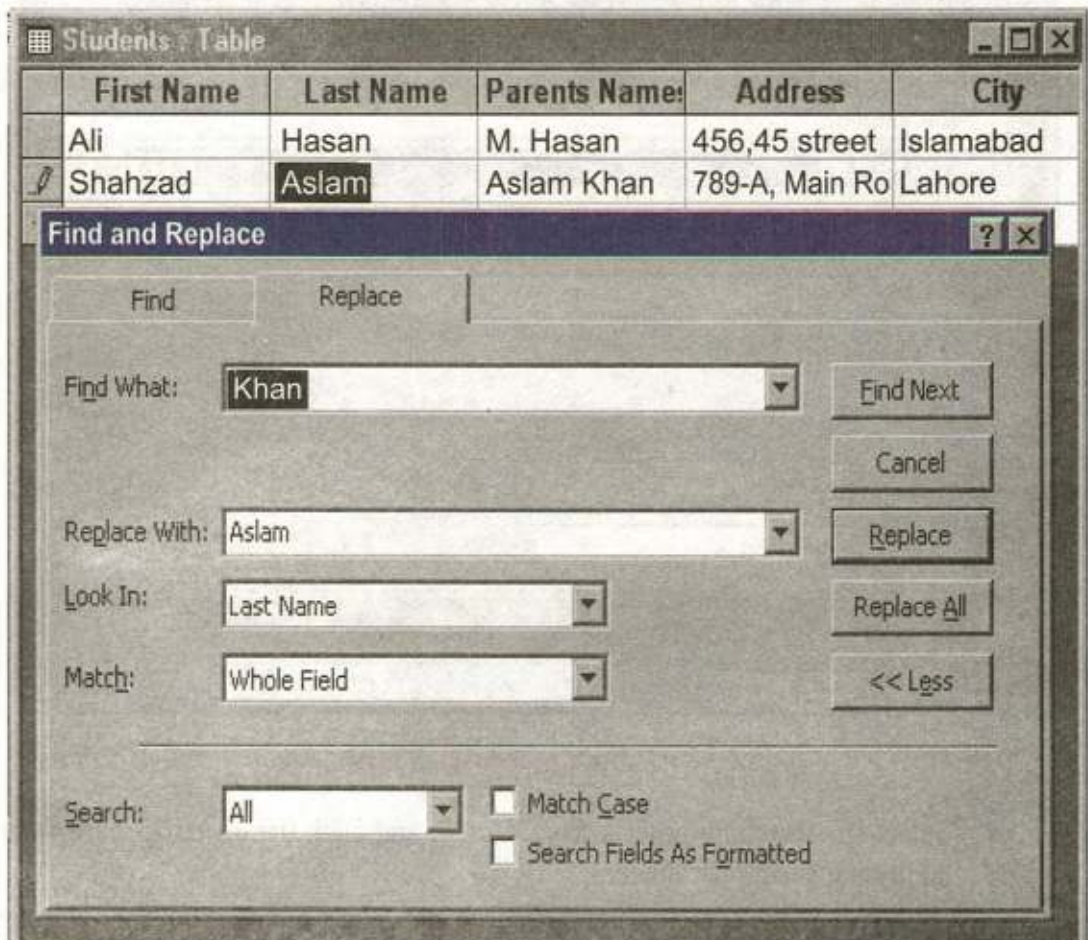 Students : Table
First Name Last Name Parents Names Address City
Ali Hasan M. Hasan 456,45 street Islamabad
Shahzad Aslam Aslam Khan 789-A, Main Ro Lahore
Find and Replace
Find Replace
Find What: Khan Find Next
Cancel
Replace With: Aslam Replace
Look In: Last Name Replace All
Match: Whole Field << Less
Search: All Match Case
Search Fields As Formatted